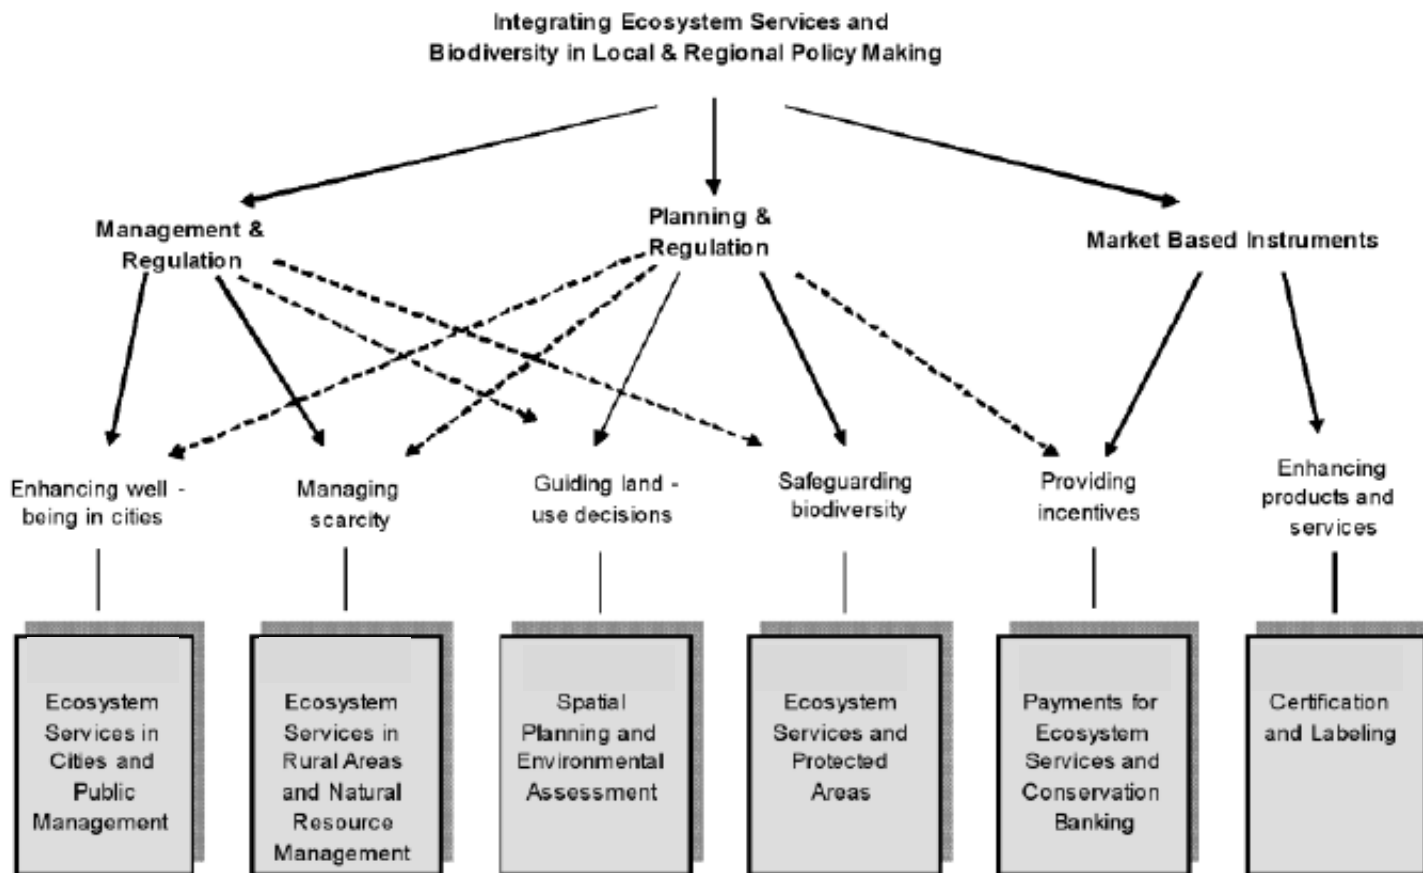 Integrating Ecosystem Services and
Biodiversity in Local & Regional Policy Making
Management &
Regulation
Planning &
Regulation
Market Based Instruments
Enhancing well -
being in cities
Managing
scarcity
Guiding land -
use decisions
Safeguarding
biodiversity
Providing
incentives
Enhancing
products and
services
Ecosystem
Services in
Cities and
Public
Management
Ecosystem
Services in
Rural Areas
and Natural
Resource
Management
Spatial
Planning and
Environmental
Assessment
Ecosystem
Services and
Protected
Areas
Payments for
Ecosystem
Services and
Conservation
Banking
Certification
and Labeling